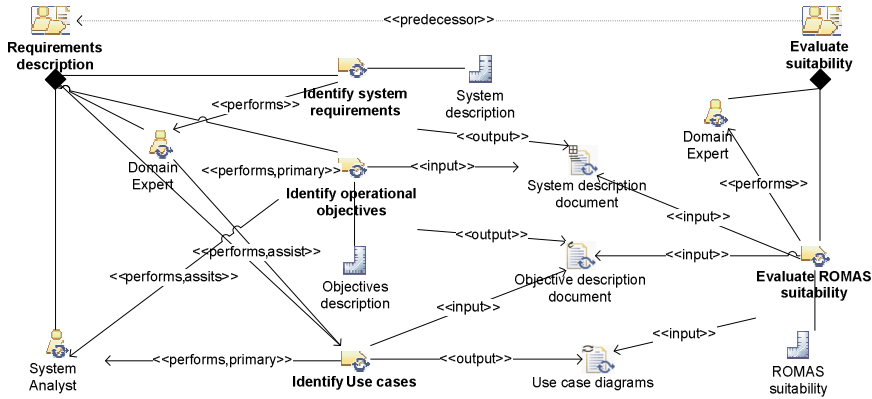 <<predecessor>>
Requirements
description
Evaluate
suitability
Identify system
requirements
System
description
<<performs>>
<<output>>
Domain
Expert
Domain
Expert
<<performs,primary>>
<<input>>
Identify operational
objectives
System description
document
<<performs>>
<<input>>
<<output>>
<<performs,assist>>
<<input>>
<<performs,assits>>
Objectives
description
Objective description
document
Evaluate ROMAS
suitability
<<input>>
<<input>>
System
Analyst
<<performs,primary>>
<<output>>
Identify Use cases
Use case diagrams
ROMAS
suitability